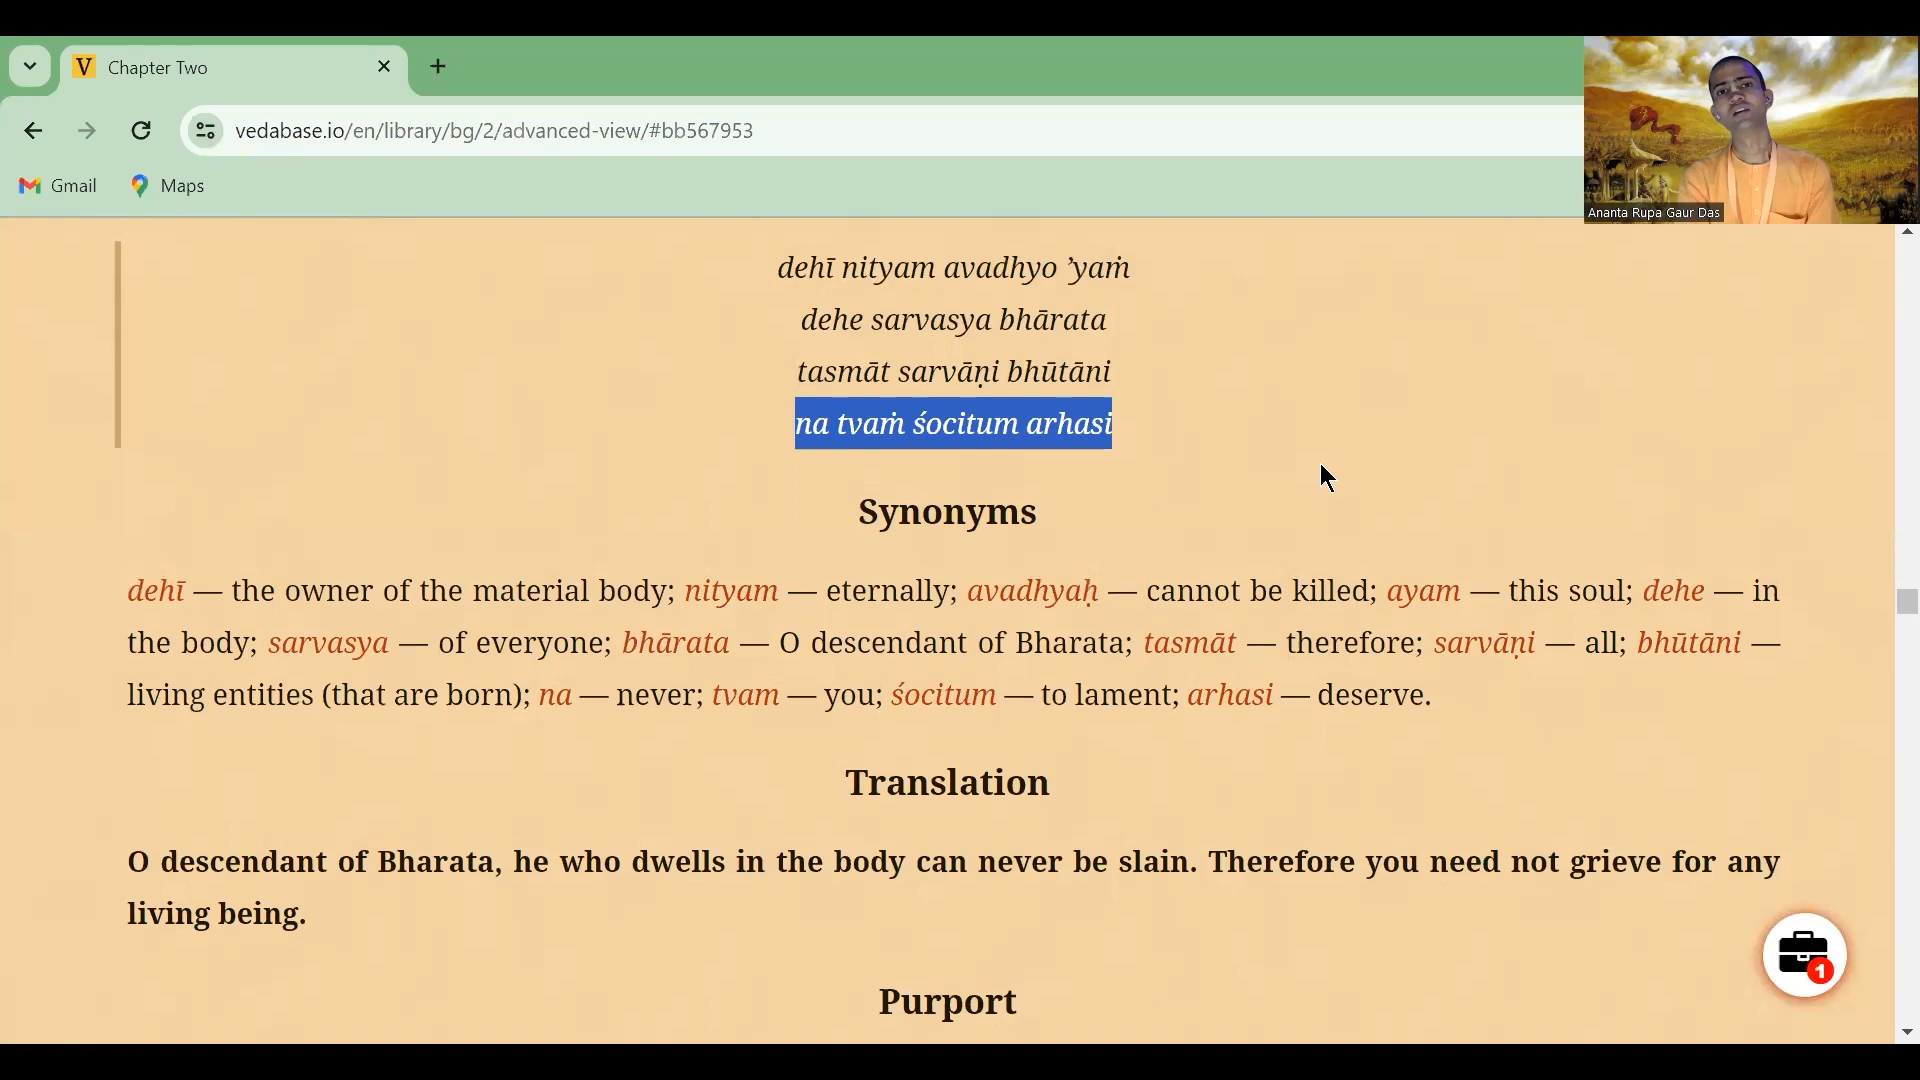 V Chapter Two
vedabase.io/en/library/bg/2/advanced-view/#bb567953
Gmail Maps
Ananta Rupa Gaur Das
dehī nityam avadhyo ’yaṁ
dehe sarvasya bhārata
tasmāt sarvāṇi bhūtāni
na tvaṁ śocitum arhasi
Synonyms
dehī — the owner of the material body; nityam — eternally; avadhyaḥ — cannot be killed; ayam — this soul; dehe — in
the body; sarvasya — of everyone; bhārata — O descendant of Bharata; tasmāt — therefore; sarvāṇi — all; bhūtāni —
living entities (that are born); na — never; tvam — you; śocitum — to lament; arhasi — deserve.
Translation
O descendant of Bharata, he who dwells in the body can never be slain. Therefore you need not grieve for any
living being.
1
Purport